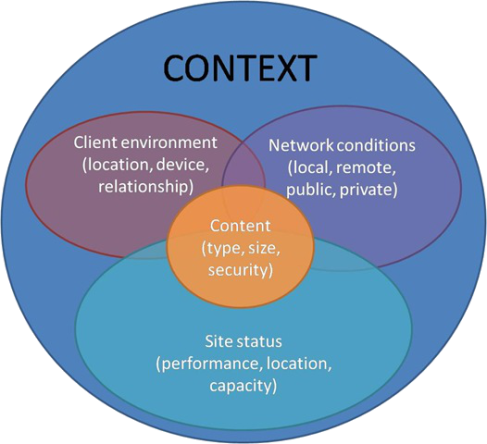 CONTEXT
Client environment
(location, device,
relationship)
Network conditions
(local, remote,
public, private)
Content
(type, size,
security)
Site status
(performance, location,
capacity)